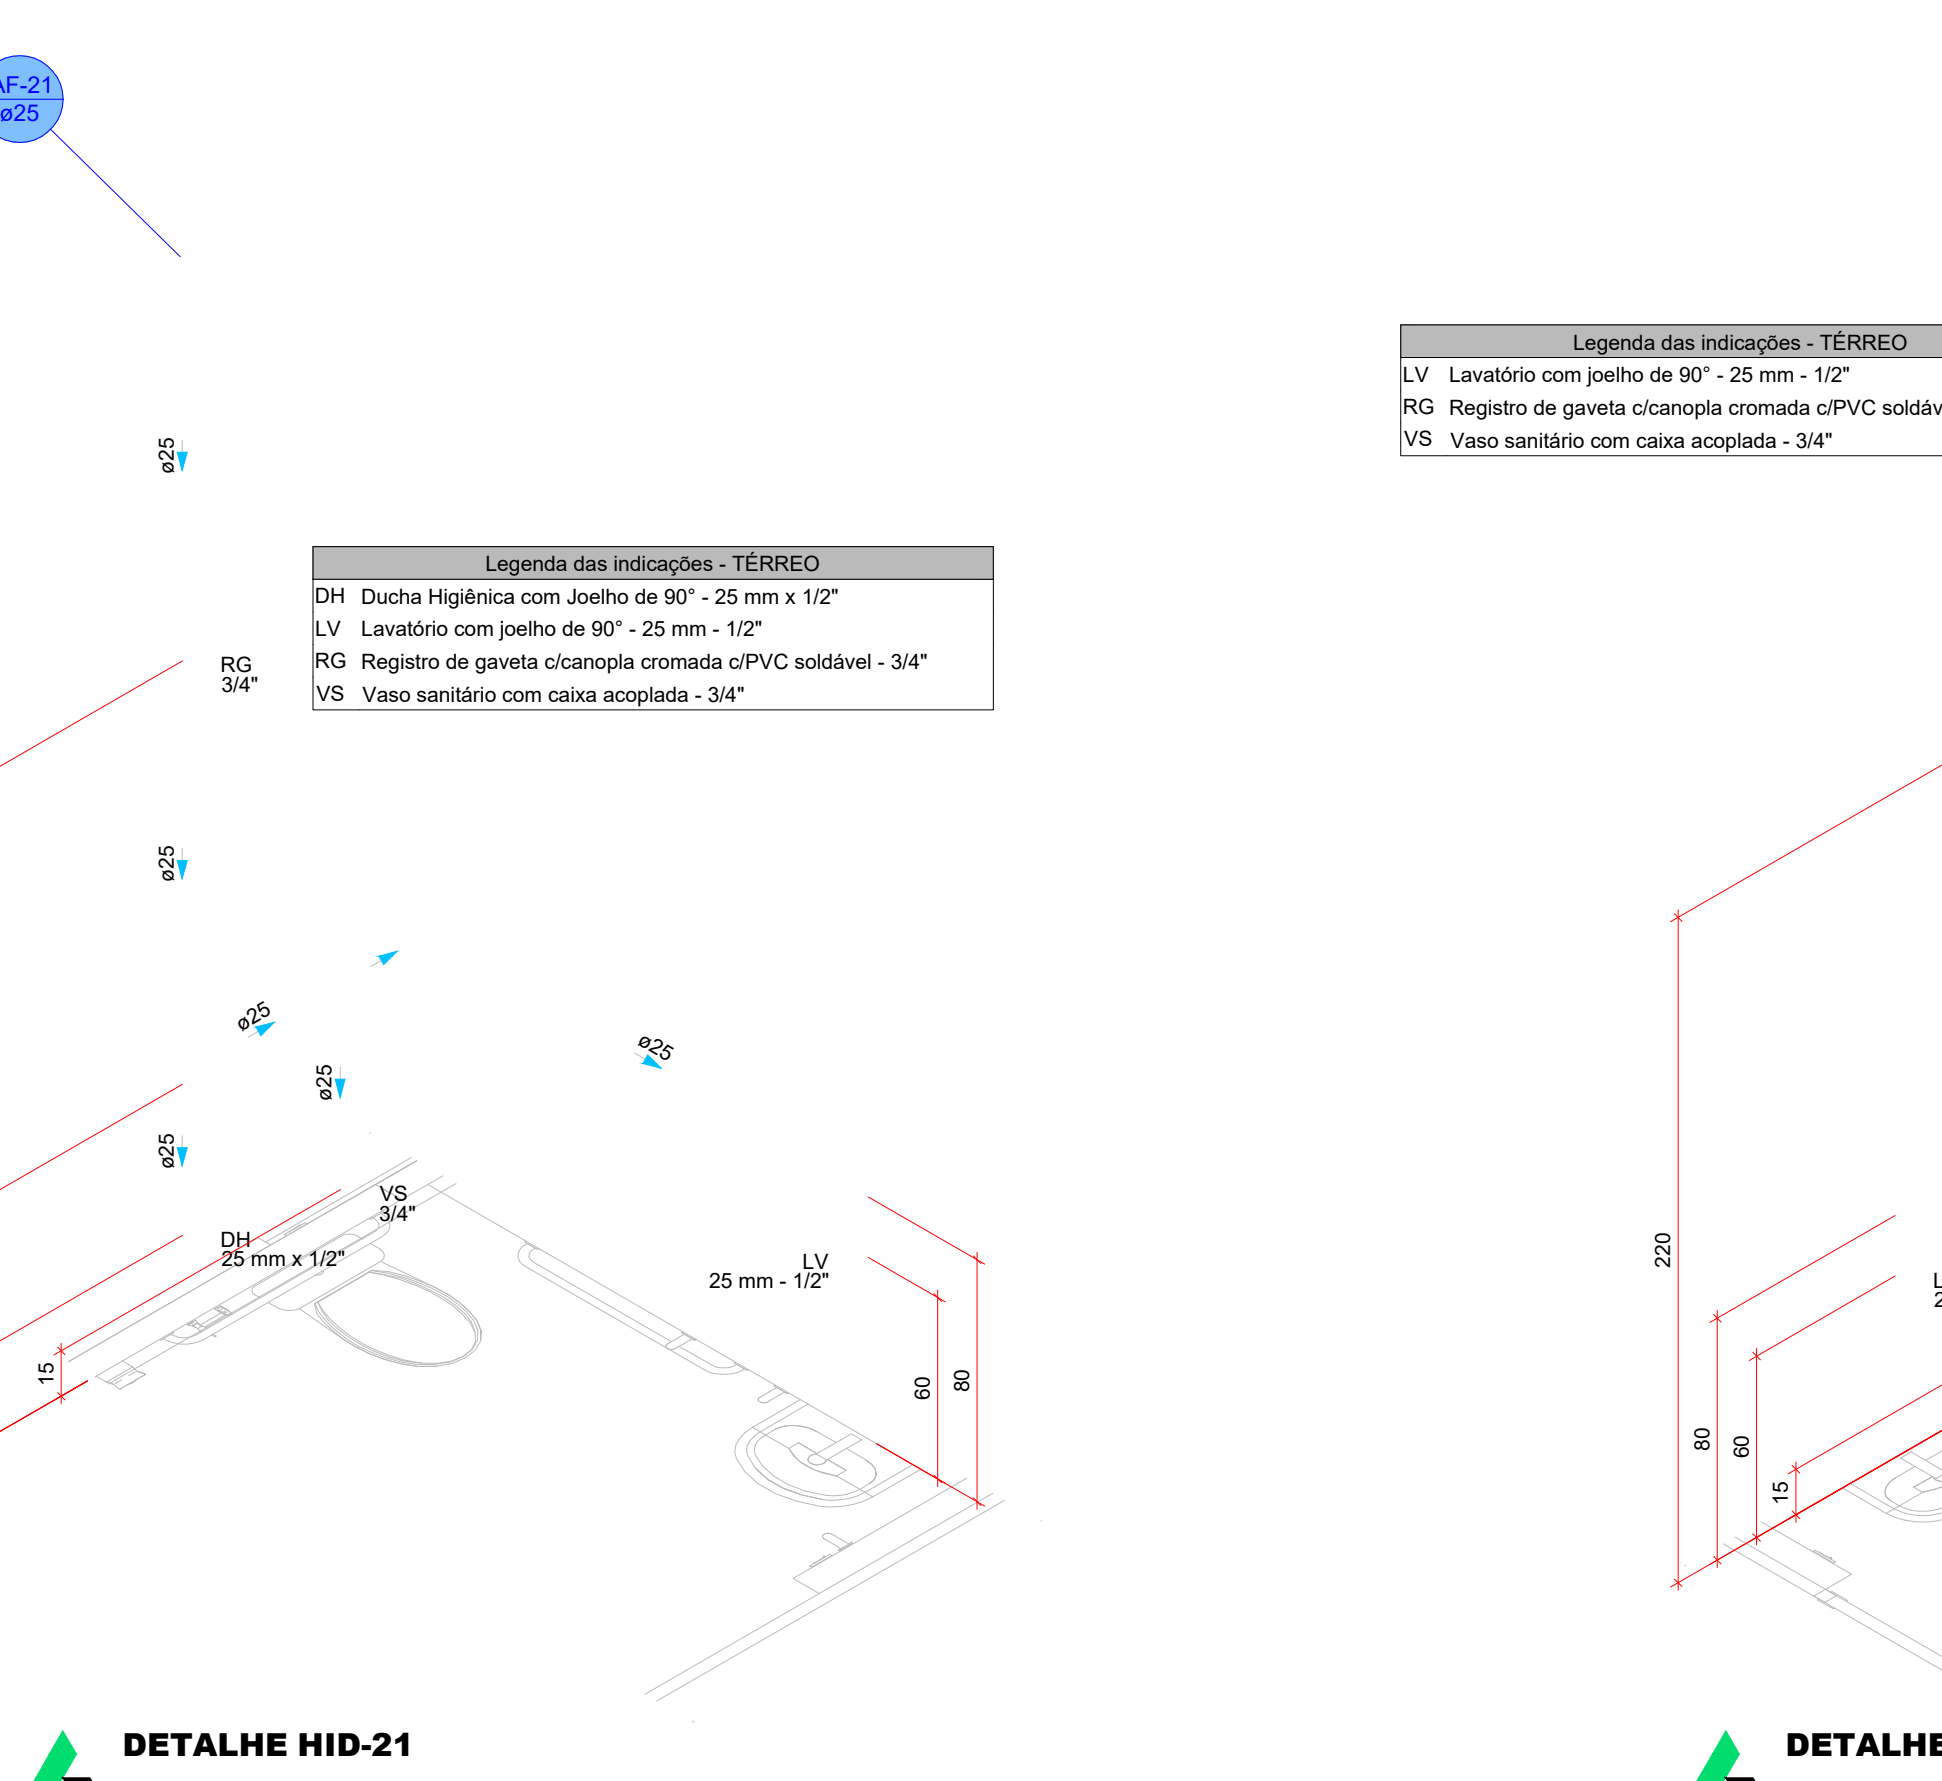 AF-21
ø25
ø25
Legenda das indicações - TÉRREO
DH Ducha Higiênica com Joelho de 90° - 25 mm x 1/2"
LV Lavatório com joelho de 90° - 25 mm - 1/2"
RG Registro de gaveta c/canopla cromada c/PVC soldável - 3/4"
VS Vaso sanitário com caixa acoplada - 3/4"
RG
3/4"
ø25
ø25
ø25
ø25
ø25
VS
3/4"
DH
25 mm x 1/2"
LV
25 mm - 1/2"
15
60
80
DETALHE HID-21
Legenda das indicações - TÉRREO
LV Lavatório com joelho de 90° - 25 mm - 1/2"
RG Registro de gaveta c/canopla cromada c/PVC soldáv
VS Vaso sanitário com caixa acoplada - 3/4"
220
80
60
15
L
2
DETALHE